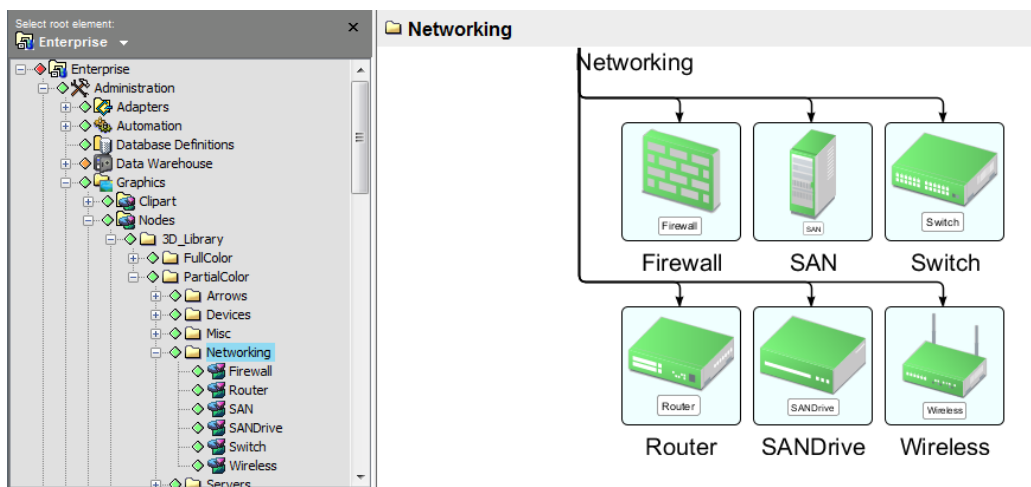 Select root element:
Enterprise
Enterprise
Administration
Adapters
Automation
Database Definitions
Data Warehouse
Graphics
Clipart
Nodes
3D_Library
FullColor
PartialColor
Arrows
Devices
Misc
Networking
Firewall
Router
SAN
SANDrive
Switch
Wireless
Servers
Networking
Networking
Firewall
SAN
Switch
Firewall
SAN
Switch
Router
SANDrive
Wireless
Router
SANDrive
Wireless